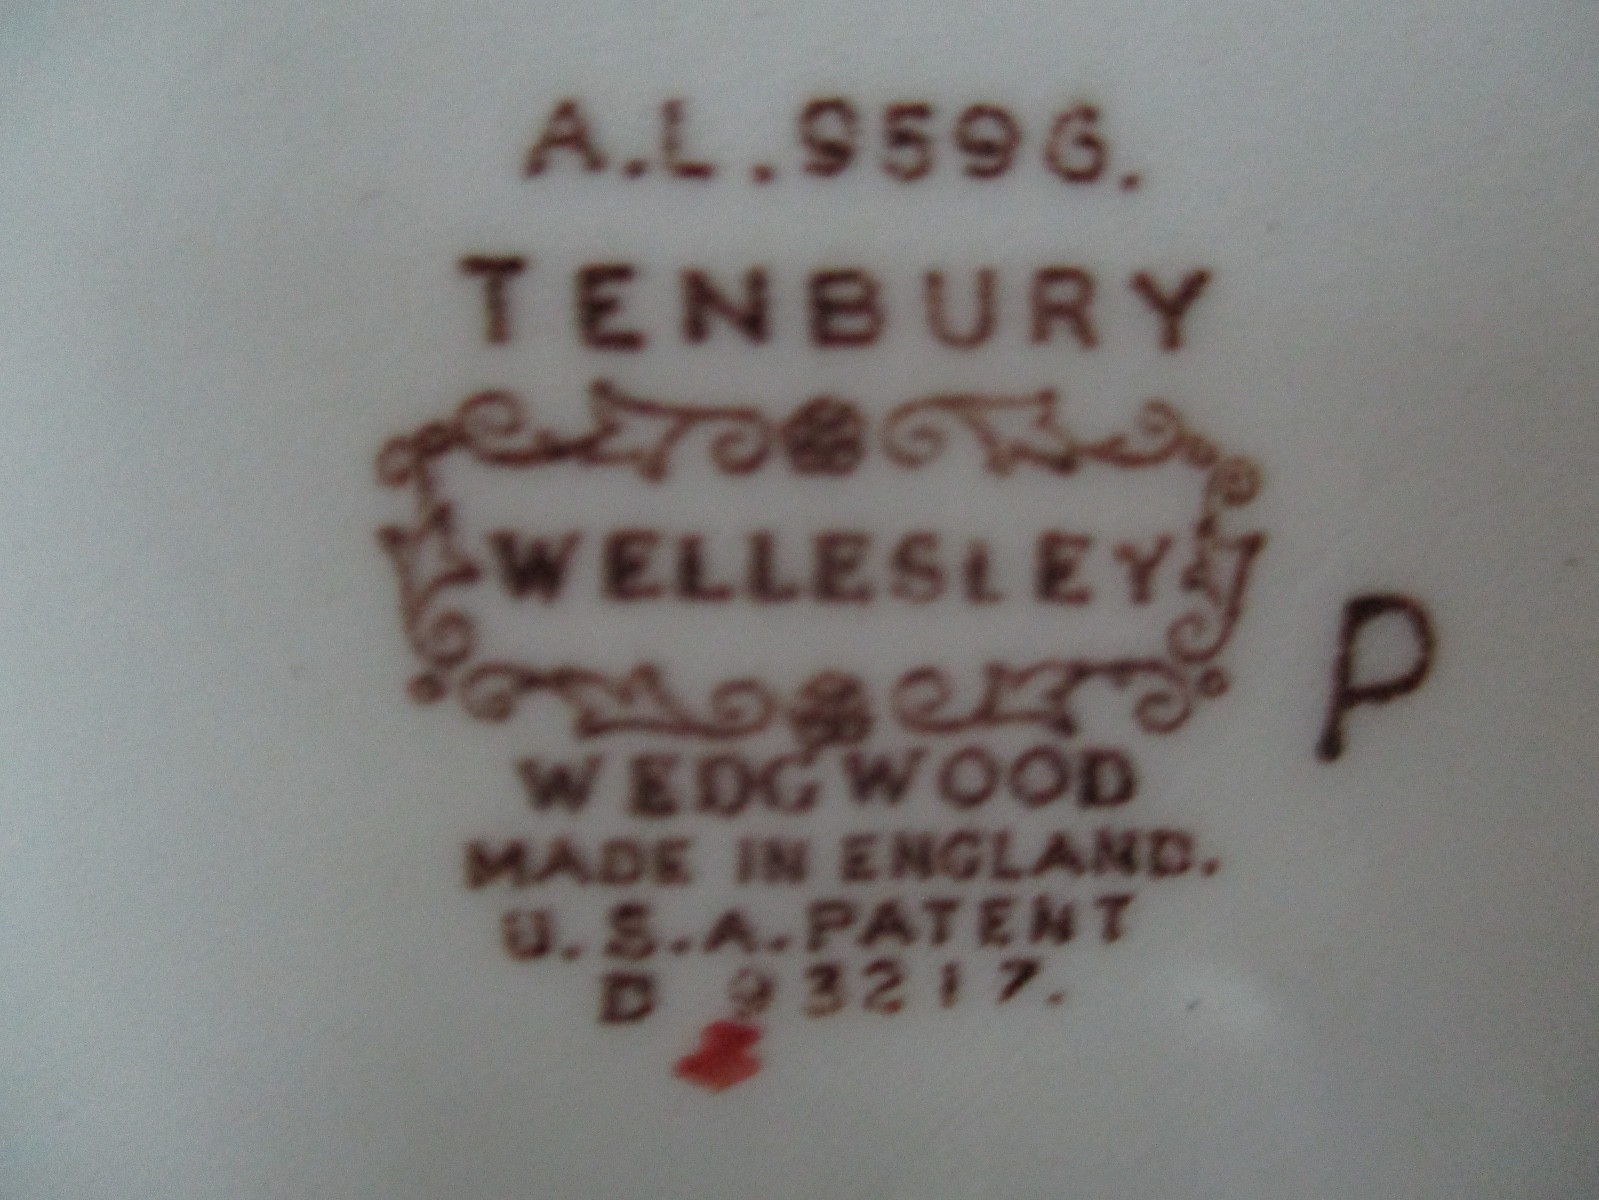 A.L.9596.
TENBURY
WELLESLEY
P
WEDGWOOD
MADE IN ENGLAND.
U.S.A.PATENT
D 93217.